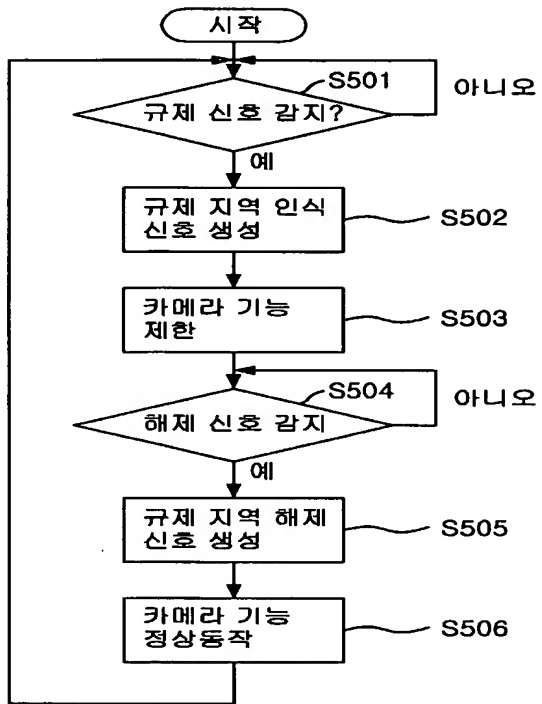 시작
S501
아니오
규제 신호 감지?
예
규제 지역 인식
신호 생성
S502
카메라 기능
제한
S503
S504
아니오
해제 신호 감지
예
규제 지역 해제
신호 생성
S505
카메라 기능
정상동작
S506